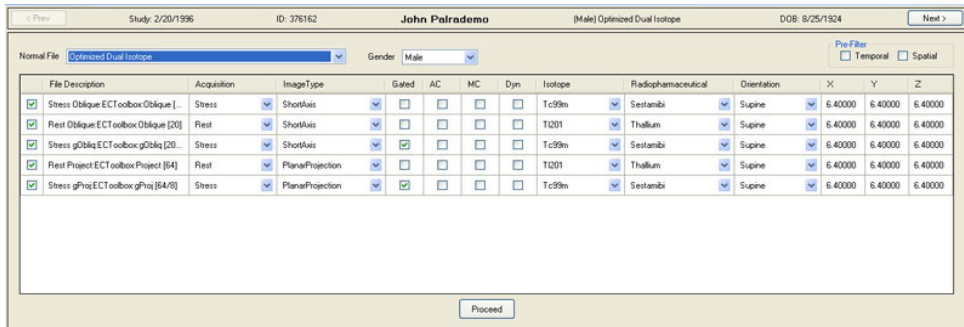 < Prev Study: 2/20/1996 ID: 376162 John Palrademo (Male) Optimized Dual Isotope DOB: 8/25/1924 Next >
Pre-Filter
Normal File Optimized Dual Isotope Gender Male Temporal Spatial
File Description Acquisition ImageType Gated AC MC Dyn Isotope Radiopharmaceutical Orientation X Y Z
Stress Oblique:ECToolbox:Oblique [... Stress ShortAxis Tc99m Sestamibi Supine 6.40000 6.40000 6.40000
Rest Oblique:ECToolbox:Oblique [20] Rest ShortAxis Tl201 Thallium Supine 6.40000 6.40000 6.40000
Stress gObliq:ECToolbox:gObliq [20... Stress ShortAxis Tc99m Sestamibi Supine 6.40000 6.40000 6.40000
Rest Project:ECToolbox:Project [64] Rest PlanarProjection Tl201 Thallium Supine 6.40000 6.40000 6.40000
Stress gProj:ECToolbox:gProj [64/8] Stress PlanarProjection Tc99m Sestamibi Supine 6.40000 6.40000 6.40000
Proceed